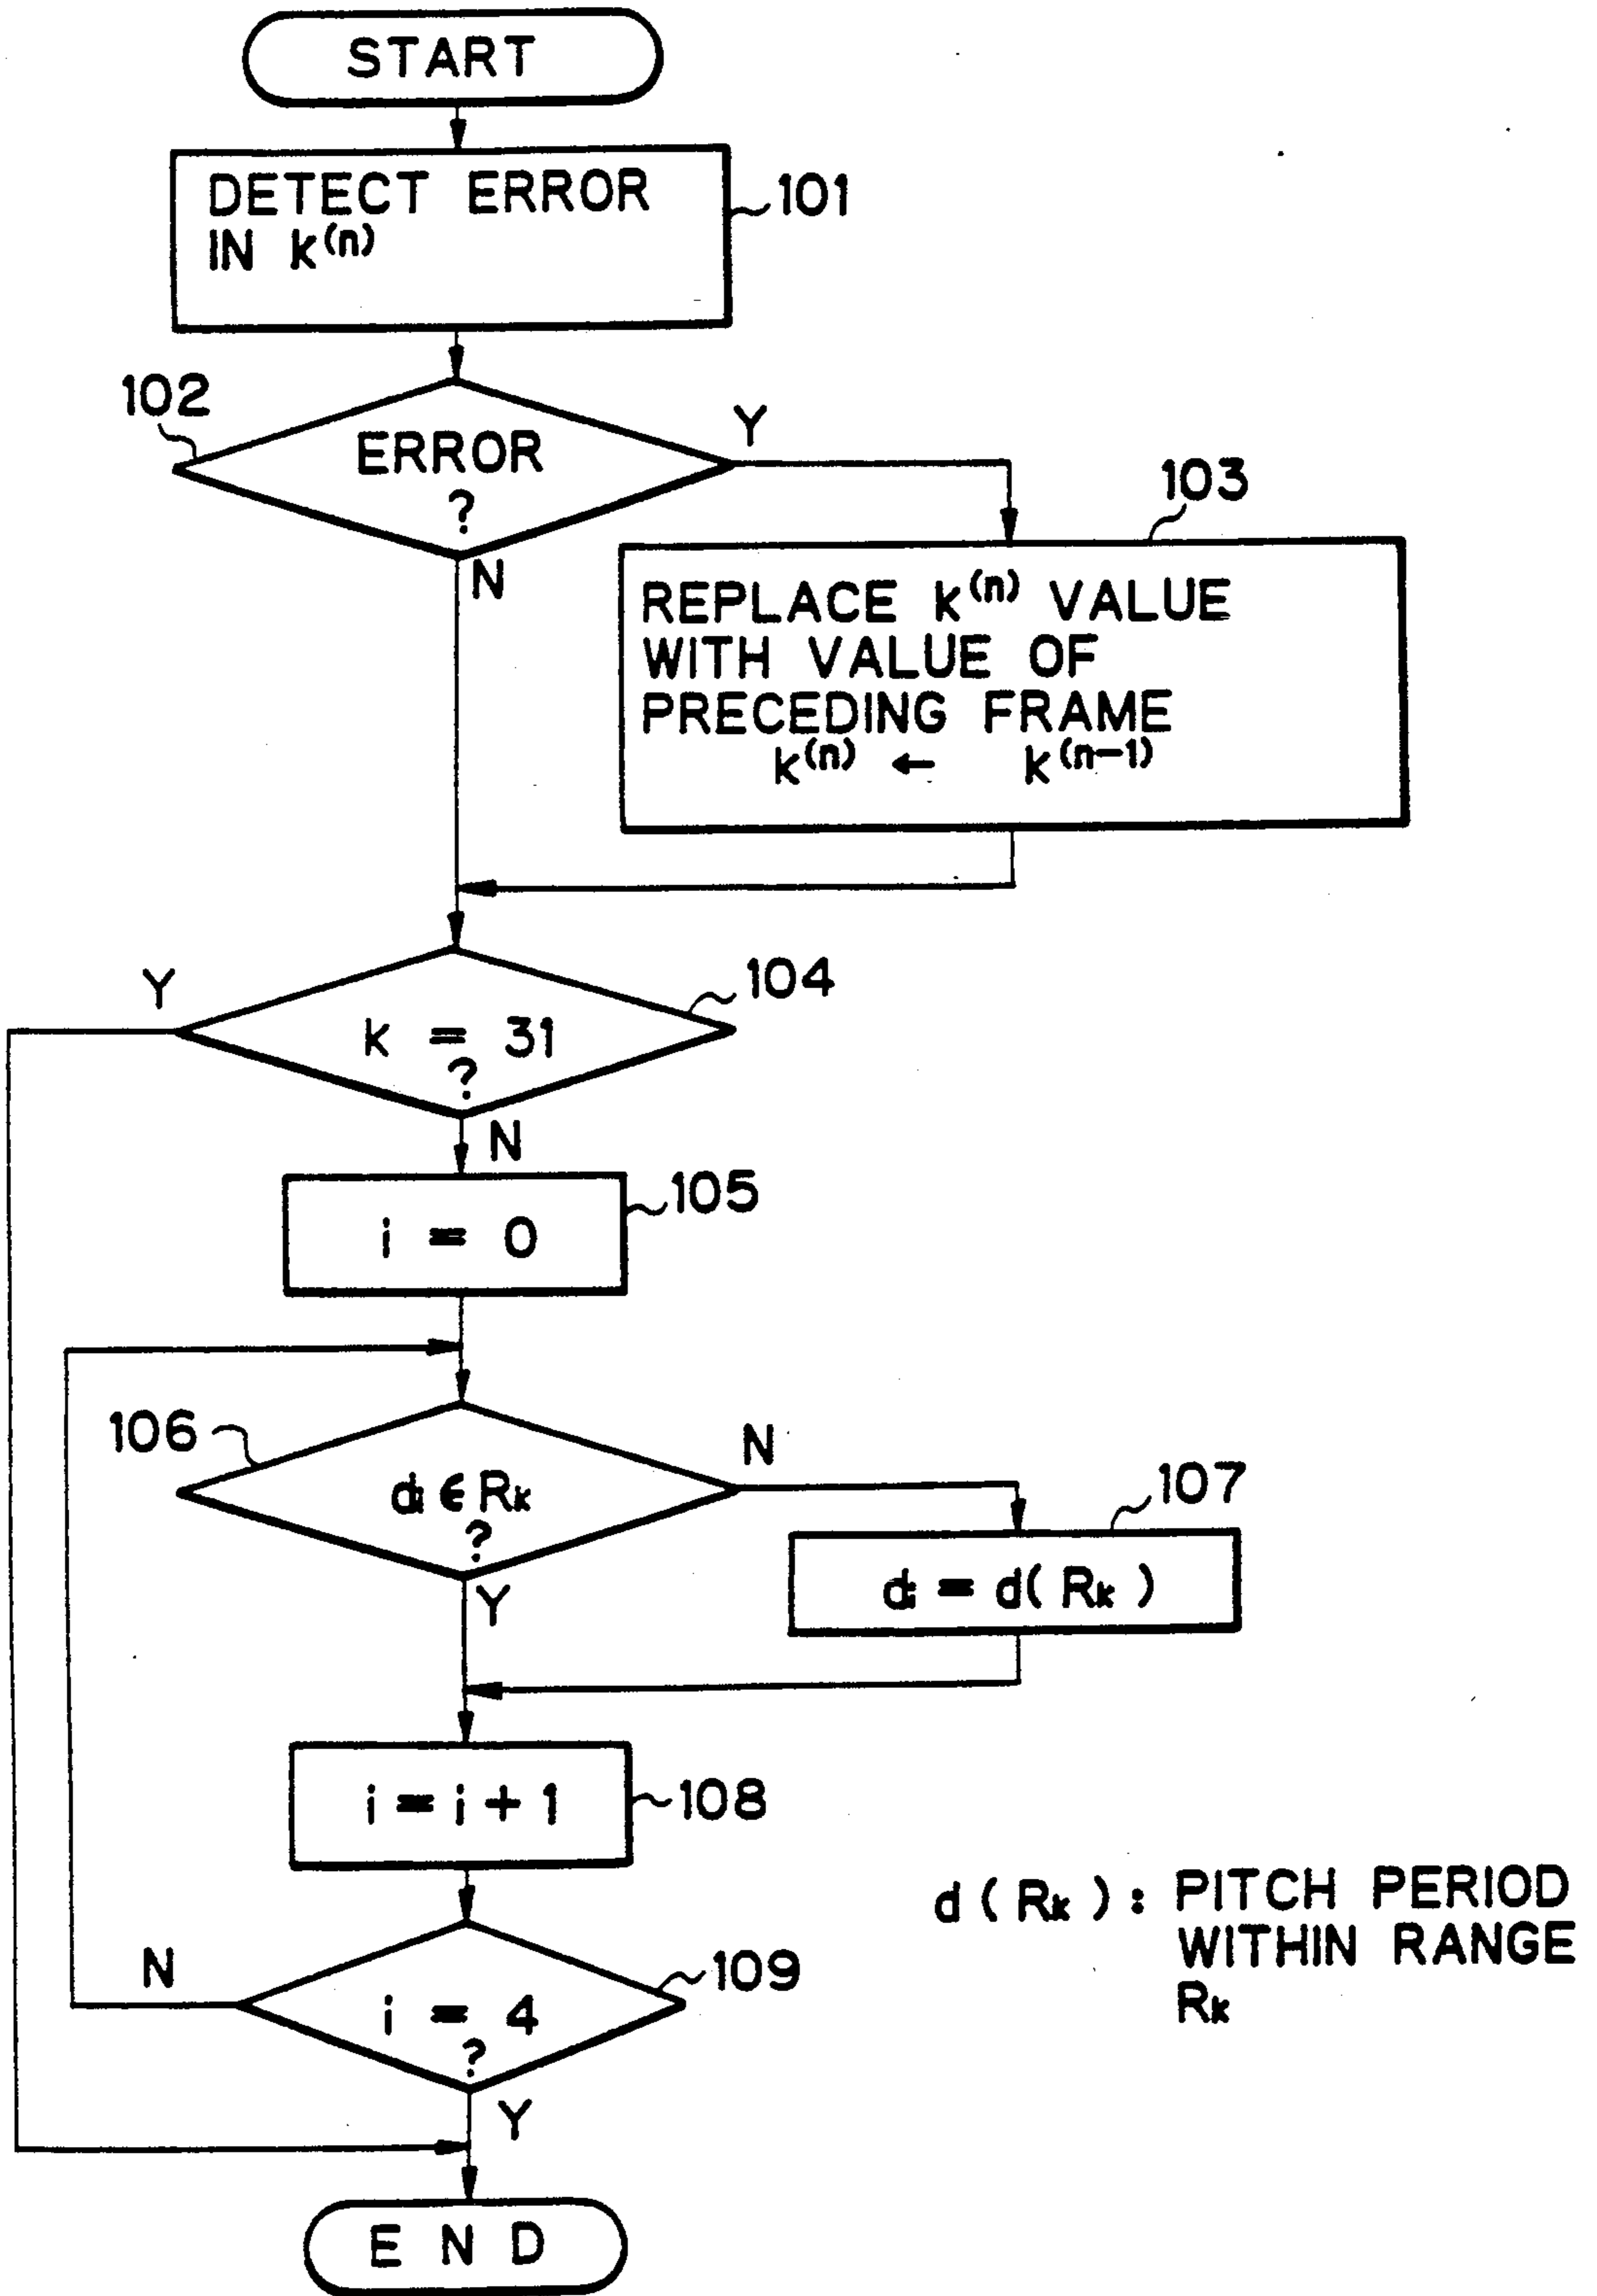 START
DETECT ERROR
IN k^(n)
101
102
ERROR
?
Y
N
103
REPLACE k^(n) VALUE
WITH VALUE OF
PRECEDING FRAME
k^(n) ← k^(n-1)
104
Y
k = 31
?
N
105
i = 0
106
N
di ϵ Rk
?
Y
107
di = d( Rk )
108
i = i + 1
109
N
i = 4
?
Y
d ( Rk ) : PITCH PERIOD
WITHIN RANGE
Rk
END